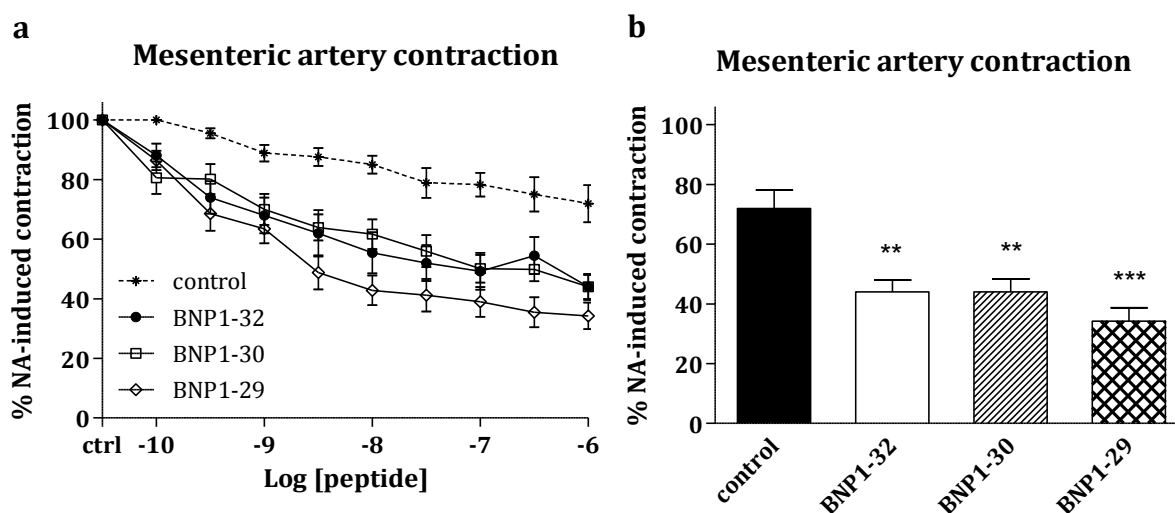 a
Mesenteric artery contraction
% NA-induced contraction
100
80
60
40
20
0
control
BNP1-32
BNP1-30
BNP1-29
ctrl -10 -9 -8 -7 -6
Log [peptide]
b
Mesenteric artery contraction
% NA-induced contraction
100
80
60
40
20
0
** ** ***
control BNP1-32 BNP1-30 BNP1-29